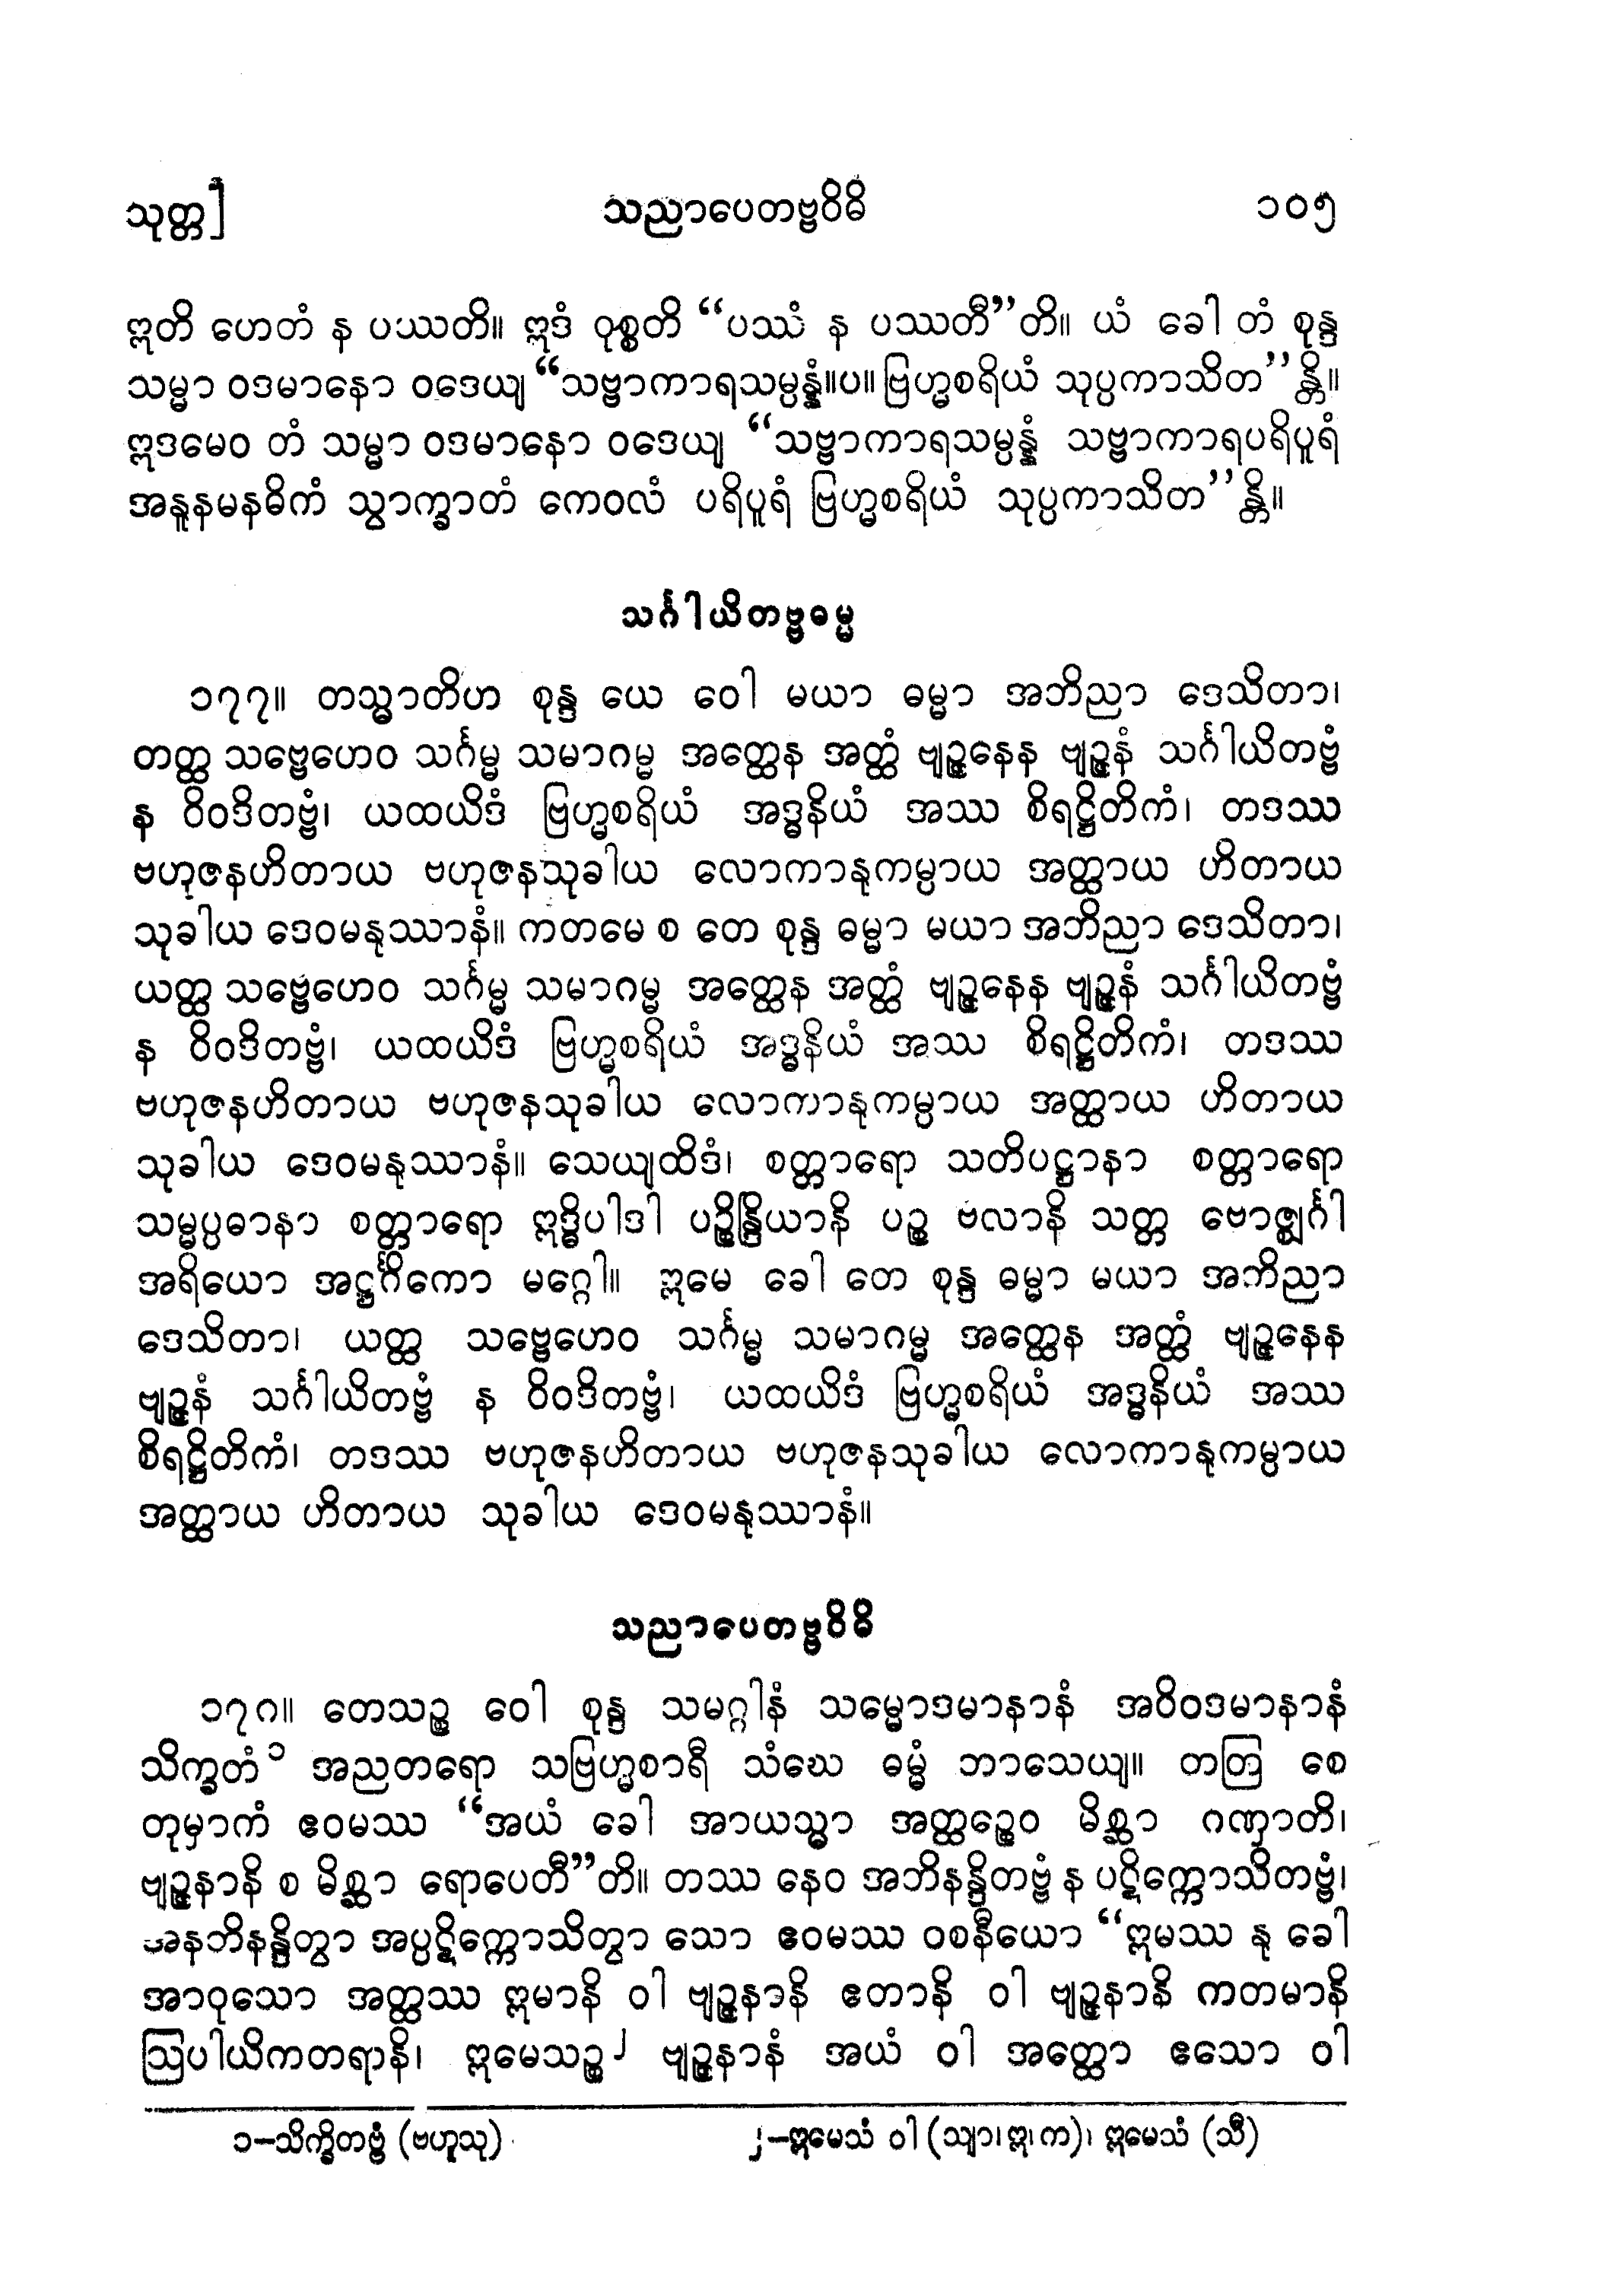 သုတ္တ] သညာပေတဗ္ဗဝိဓိ ၁၀၅
ဣတိ ဟေတံ န ပဿတိ။ ဣဒံ ဝုစ္စတိ “ပဿံ န ပဿတီ”တိ။ ယံ ခေါ တံ စုန္ဒ
သမ္မာ ဝဒမာနော ဝဒေယျ “သဗ္ဗာကာရသမ္ပန္နံ။ပ။ ဗြဟ္မစရိယံ သုပ္ပကာသိတ”န္တိ။
ဣဒမေဝ တံ သမ္မာ ဝဒမာနော ဝဒေယျ “သဗ္ဗာကာရသမ္ပန္နံ သဗ္ဗာကာရပရိပူရံ
အနူနမနဓိကံ သွာက္ခာတံ ကေဝလံ ပရိပူရံ ဗြဟ္မစရိယံ သုပ္ပကာသိတ”န္တိ။
သင်္ဂါယိတဗ္ဗဓမ္မ
၁၇၇။ တသ္မာတိဟ စုန္ဒ ယေ ဝေါ မယာ ဓမ္မာ အဘိညာ ဒေသိတာ၊
တတ္ထ သဗ္ဗေဟေဝ သင်္ဂမ္မ သမာဂမ္မ အတ္ထေန အတ္ထံ ဗျဉ္ဇနေန ဗျဉ္ဇနံ သင်္ဂါယိတဗ္ဗံ
န ဝိဝဒိတဗ္ဗံ၊ ယထယိဒံ ဗြဟ္မစရိယံ အဒ္ဓနိယံ အဿ စိရဋ္ဌိတိကံ၊ တဒဿ
ဗဟုဇနဟိတာယ ဗဟုဇနသုခါယ လောကာနုကမ္ပာယ အတ္ထာယ ဟိတာယ
သုခါယ ဒေဝမနုဿာနံ။ ကတမေ စ တေ စုန္ဒ ဓမ္မာ မယာ အဘိညာ ဒေသိတာ၊
ယတ္ထ သဗ္ဗေဟေဝ သင်္ဂမ္မ သမာဂမ္မ အတ္ထေန အတ္ထံ ဗျဉ္ဇနေန ဗျဉ္ဇနံ သင်္ဂါယိတဗ္ဗံ
န ဝိဝဒိတဗ္ဗံ၊ ယထယိဒံ ဗြဟ္မစရိယံ အဒ္ဓနိယံ အဿ စိရဋ္ဌိတိကံ၊ တဒဿ
ဗဟုဇနဟိတာယ ဗဟုဇနသုခါယ လောကာနုကမ္ပာယ အတ္ထာယ ဟိတာယ
သုခါယ ဒေဝမနုဿာနံ။ သေယျထိဒံ၊ စတ္တာရော သတိပဋ္ဌာနာ စတ္တာရော
သမ္မပ္ပဓာနာ စတ္တာရော ဣဒ္ဓိပါဒါ ပဉ္စိန္ဒြိယာနိ ပဉ္စ ဗလာနိ သတ္တ ဗောဇ္ဈင်္ဂါ
အရိယော အဋ္ဌင်္ဂိကော မဂ္ဂေါ။ ဣမေ ခေါ တေ စုန္ဒ ဓမ္မာ မယာ အဘိညာ
ဒေသိတာ၊ ယတ္ထ သဗ္ဗေဟေဝ သင်္ဂမ္မ သမာဂမ္မ အတ္ထေန အတ္ထံ ဗျဉ္ဇနေန
ဗျဉ္ဇနံ သင်္ဂါယိတဗ္ဗံ န ဝိဝဒိတဗ္ဗံ၊ ယထယိဒံ ဗြဟ္မစရိယံ အဒ္ဓနိယံ အဿ
စိရဋ္ဌိတိကံ၊ တဒဿ ဗဟုဇနဟိတာယ ဗဟုဇနသုခါယ လောကာနုကမ္ပာယ
အတ္ထာယ ဟိတာယ သုခါယ ဒေဝမနုဿာနံ။
သညာပေတဗ္ဗဝိဓိ
၁၇၈။ တေသဉ္စ ဝေါ စုန္ဒ သမဂ္ဂါနံ သမ္မောဒမာနာနံ အဝိဝဒမာနာနံ
သိက္ခတံ၁ အညတရော သဗြဟ္မစာရီ သံဃေ ဓမ္မံ ဘာသေယျ။ တတြ စေ
တုမှာကံ ဧဝမဿ “အယံ ခေါ အာယသ္မာ အတ္ထဉ္စေဝ မိစ္ဆာ ဂဏှာတိ၊
ဗျဉ္ဇနာနိ စ မိစ္ဆာ ရောပေတီ”တိ။ တဿ နေဝ အဘိနန္ဒိတဗ္ဗံ န ပဋိက္ကောသိတဗ္ဗံ၊
အနဘိနန္ဒိတွာ အပ္ပဋိက္ကောသိတွာ သော ဧဝမဿ ဝစနီယော “ဣမဿ နု ခေါ
အာဝုသော အတ္ထဿ ဣမာနိ ဝါ ဗျဉ္ဇနာနိ ဧတာနိ ဝါ ဗျဉ္ဇနာနိ ကတမာနိ
ဩပါယိကတရာနိ၊ ဣမေသဉ္စ၂ ဗျဉ္ဇနာနံ အယံ ဝါ အတ္ထော ဧသော ဝါ
၁–သိက္ခိတဗ္ဗံ (ဗဟူသု) ၂–ဣမေသံ ဝါ (သျာ၊ ဣ၊ က)၊ ဣမေသံ (သီ)